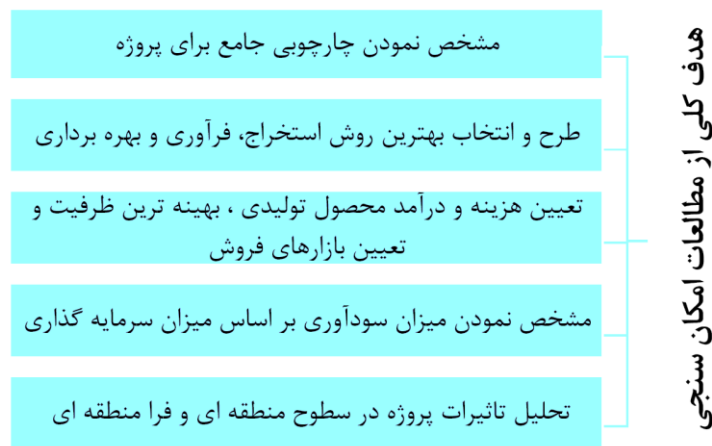 هدف کلی از مطالعات امکان سنجی
مشخص نمودن چارچوبی جامع برای پروژه
طرح و انتخاب بهترین روش استخراج، فرآوری و بهره برداری
تعیین هزینه و درآمد محصول تولیدی ، بهینه ترین ظرفیت و
تعیین بازارهای فروش
مشخص نمودن میزان سودآوری بر اساس میزان سرمایه گذاری
تحلیل تاثیرات پروژه در سطوح منطقه ای و فرا منطقه ای